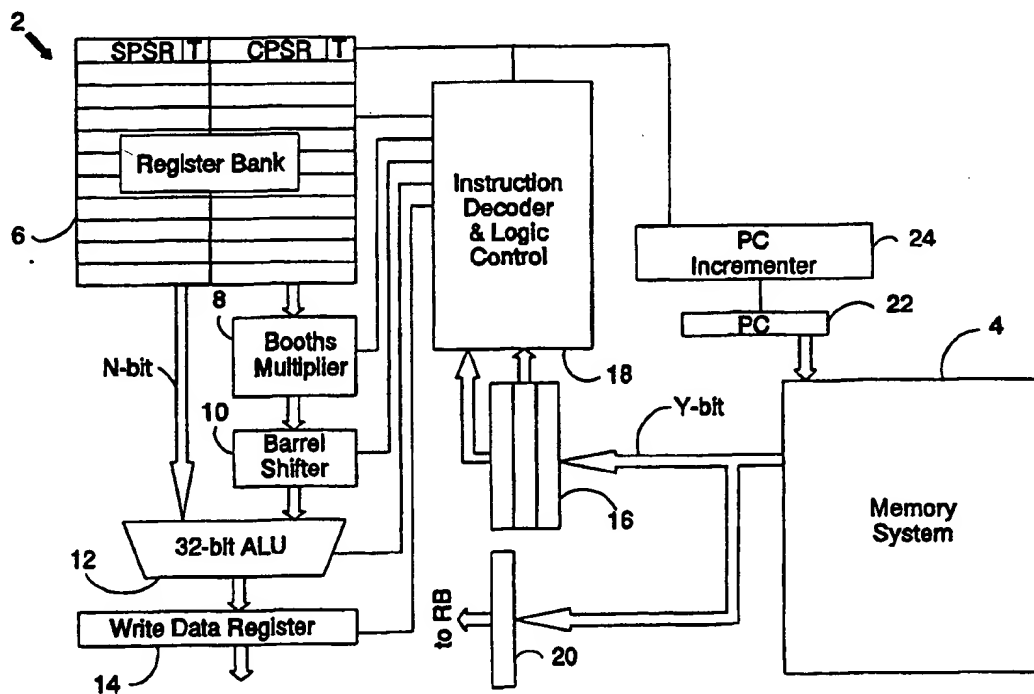 2
SPSR T CPSR T
Register Bank
6
Instruction
Decoder
& Logic
Control
PC
Incrementer
24
8
PC
22
Booths
Multiplier
4
N-bit
18
10
Y-bit
Barrel
Shifter
16
Memory
System
32-bit ALU
12
to RB
Write Data Register
14
20